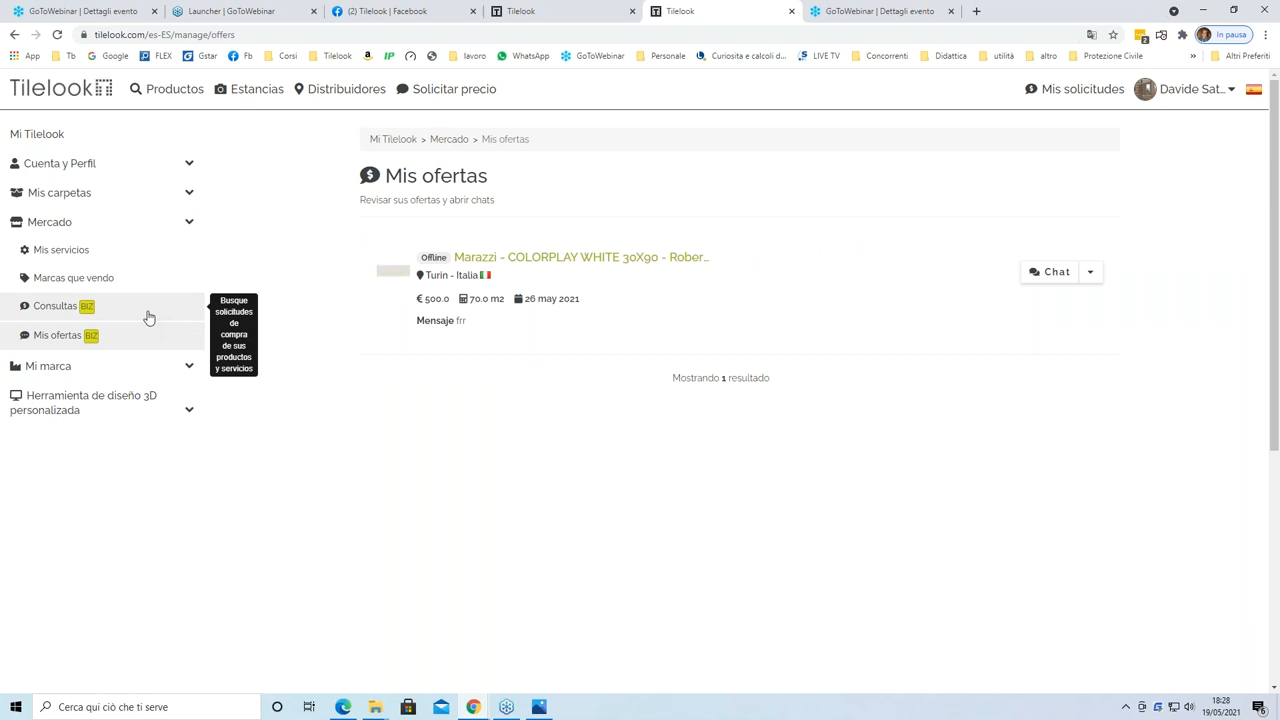 GoToWebinar | Dettagli evento
Launcher | GoToWebinar
(2) Tilelook | Facebook
Tilelook
Tilelook
GoToWebinar | Dettagli evento
tilelook.com/es-ES/manage/offers
In pausa
App
Tb
Google
FLEX
Gstar
Fb
Corsi
Tilelook
IP
lavoro
WhatsApp
GoToWebinar
Personale
Curiosita e calcoli d...
LIVE TV
Concorrenti
Didattica
utilità
altro
Protezione Civile
»
Altri Preferiti
Tilelook
Productos
Estancias
Distribuidores
Solicitar precio
Mis solicitudes
Davide Sat...
Mi Tilelook
Cuenta y Perfil
Mis carpetas
Mercado
Mis servicios
Marcas que vendo
Consultas BIZ
Mis ofertas BIZ
Mi marca
Herramienta de diseño 3D
personalizada
Busque
solicitudes
de
compra
de sus
productos
y servicios
Mi Tilelook > Mercado > Mis ofertas
Mis ofertas
Revisar sus ofertas y abrir chats
Offline Marazzi - COLORPLAY WHITE 30X90 - Rober...
Turin - Italia
€ 500.0 70.0 m2 26 may 2021
Mensaje frr
Chat
Mostrando 1 resultado
Cerca qui ciò che ti serve
18:28
19/05/2021